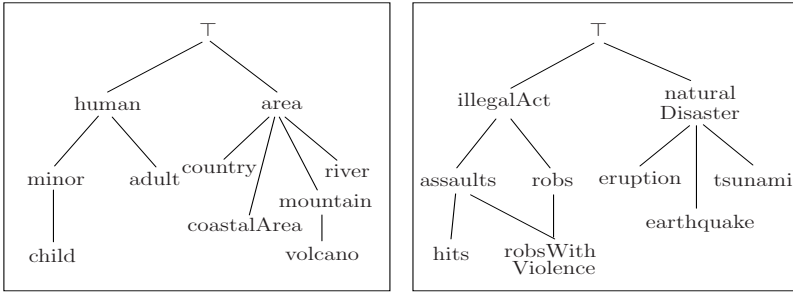 ⊤
human
area
minor
adult
country
river
coastalArea
mountain
child
volcano
⊤
illegalAct
natural
Disaster
assaults
robs
eruption
tsunami
earthquake
hits
robsWith
Violence